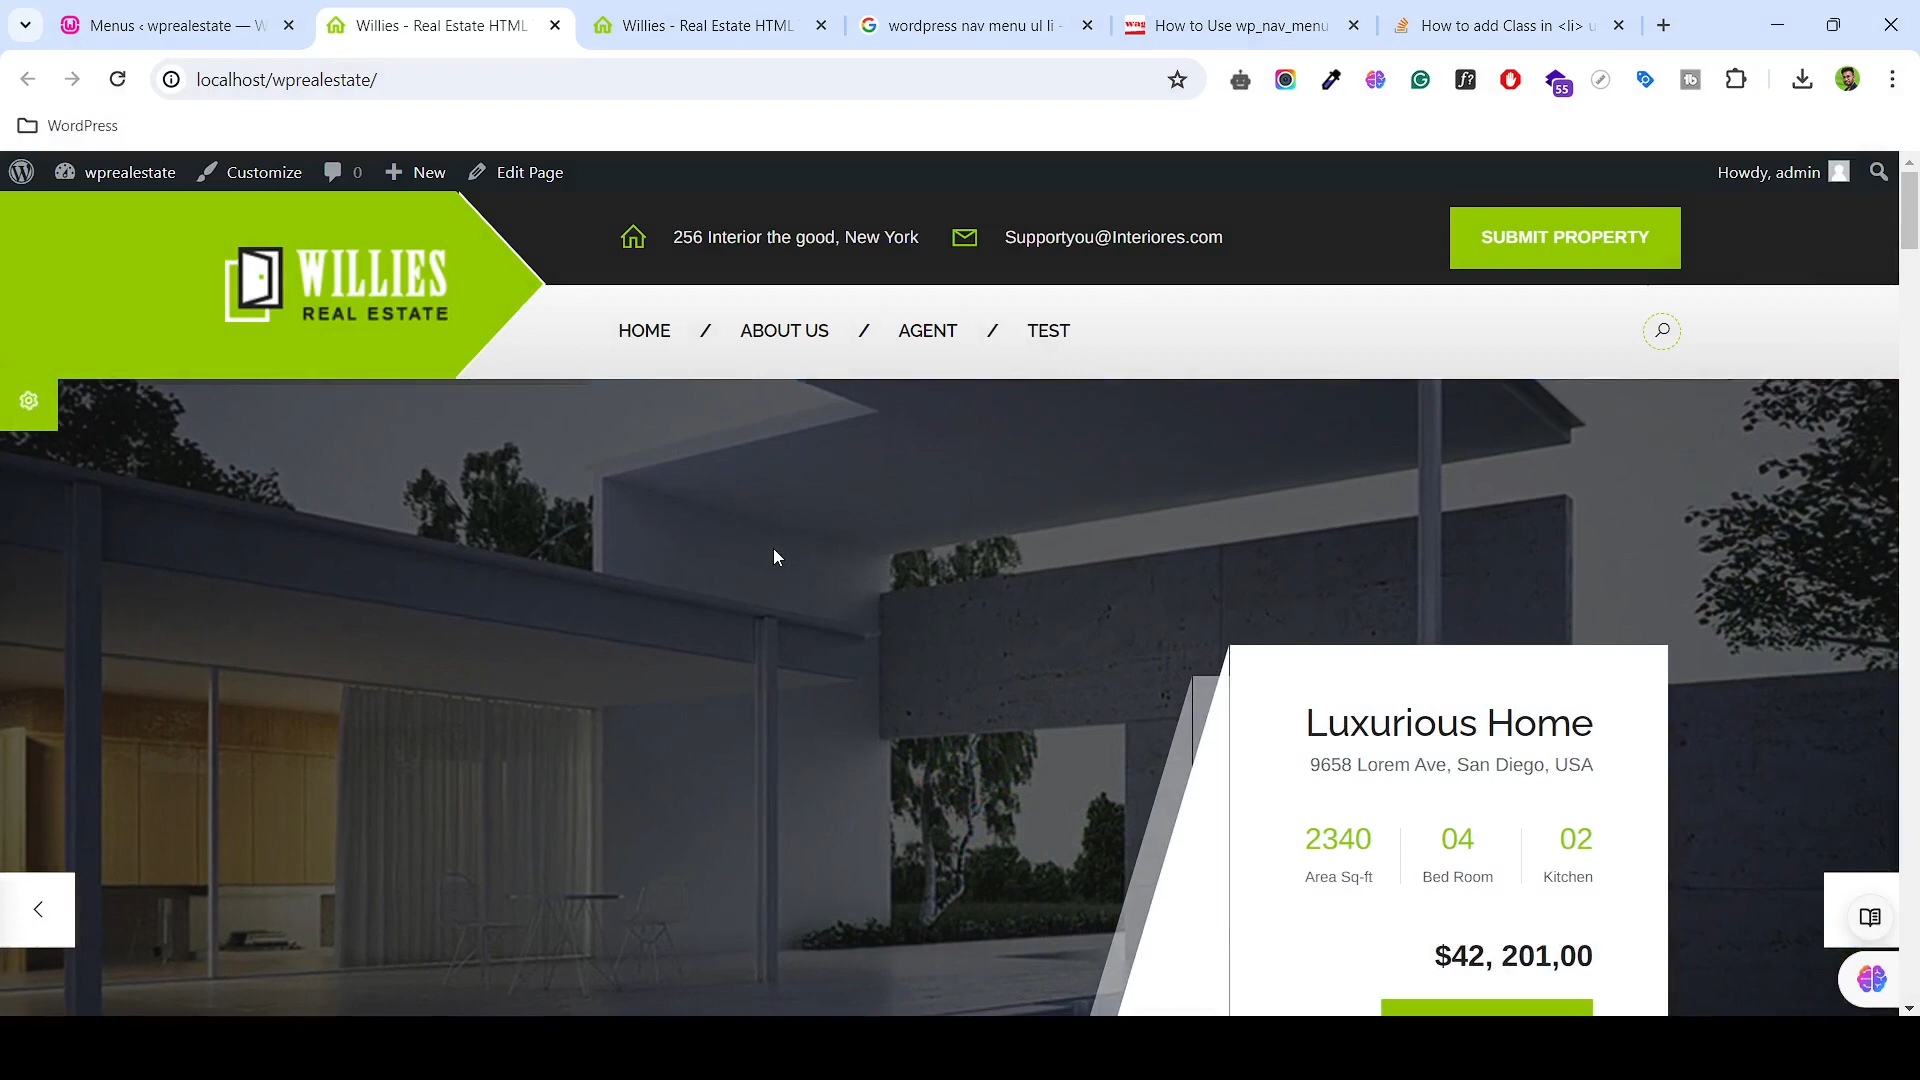 Menus ‹ wprealestate — W
Willies - Real Estate HTML
Willies - Real Estate HTML
wordpress nav menu ul li -
wag
How to Use wp_nav_menu
How to add Class in <li> u
localhost/wprealestate/
f?
55
tb
WordPress
wprealestate
Customize
0
New
Edit Page
Howdy, admin
WILLIES
REAL ESTATE
256 Interior the good, New York
Supportyou@Interiores.com
SUBMIT PROPERTY
HOME / ABOUT US / AGENT / TEST
Luxurious Home
9658 Lorem Ave, San Diego, USA
2340
04
02
Area Sq-ft
Bed Room
Kitchen
$42, 201,00